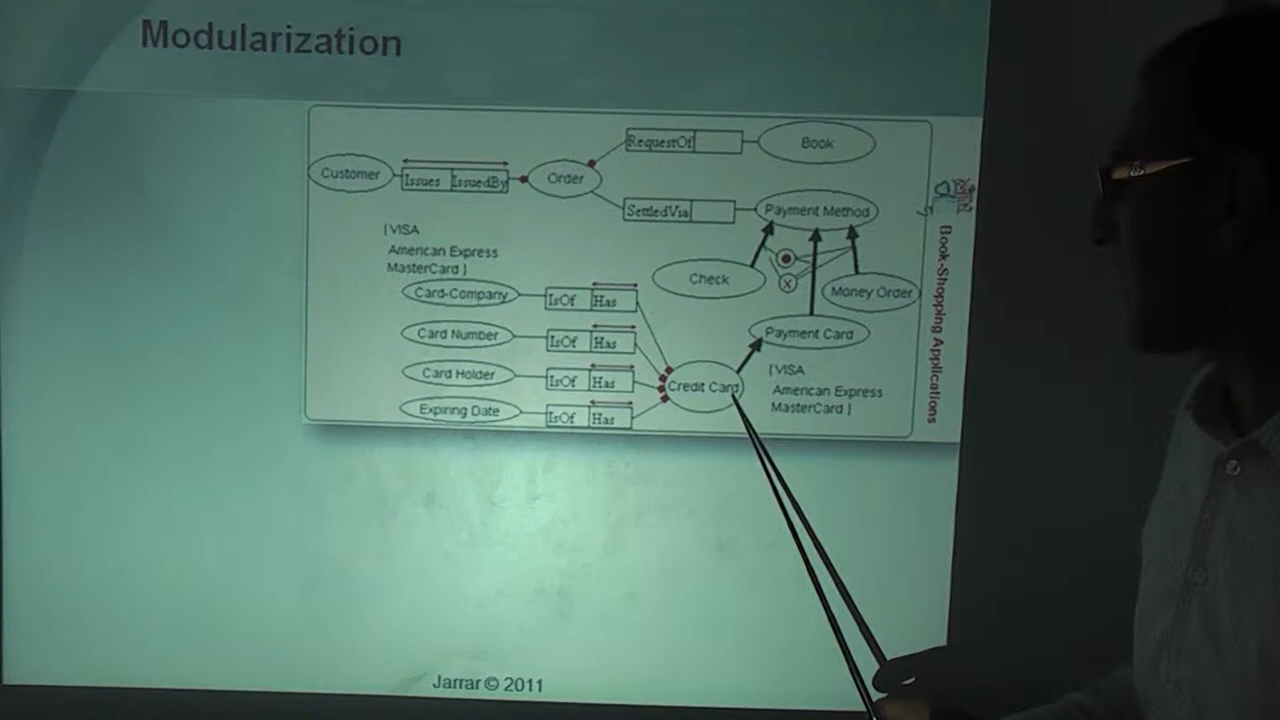 Modularization
RequestOf
Book
Customer
Issues IssuedBy
Order
SettledVia
Payment Method
{VISA
American Express
MasterCard }
Check
Money Order
Card-Company
IsOf Has
Card Number
IsOf Has
Payment Card
Card Holder
IsOf Has
Credit Card
{VISA
American Express
MasterCard }
Expiring Date
IsOf Has
X
Book-Shopping Applications
Jarrar © 2011